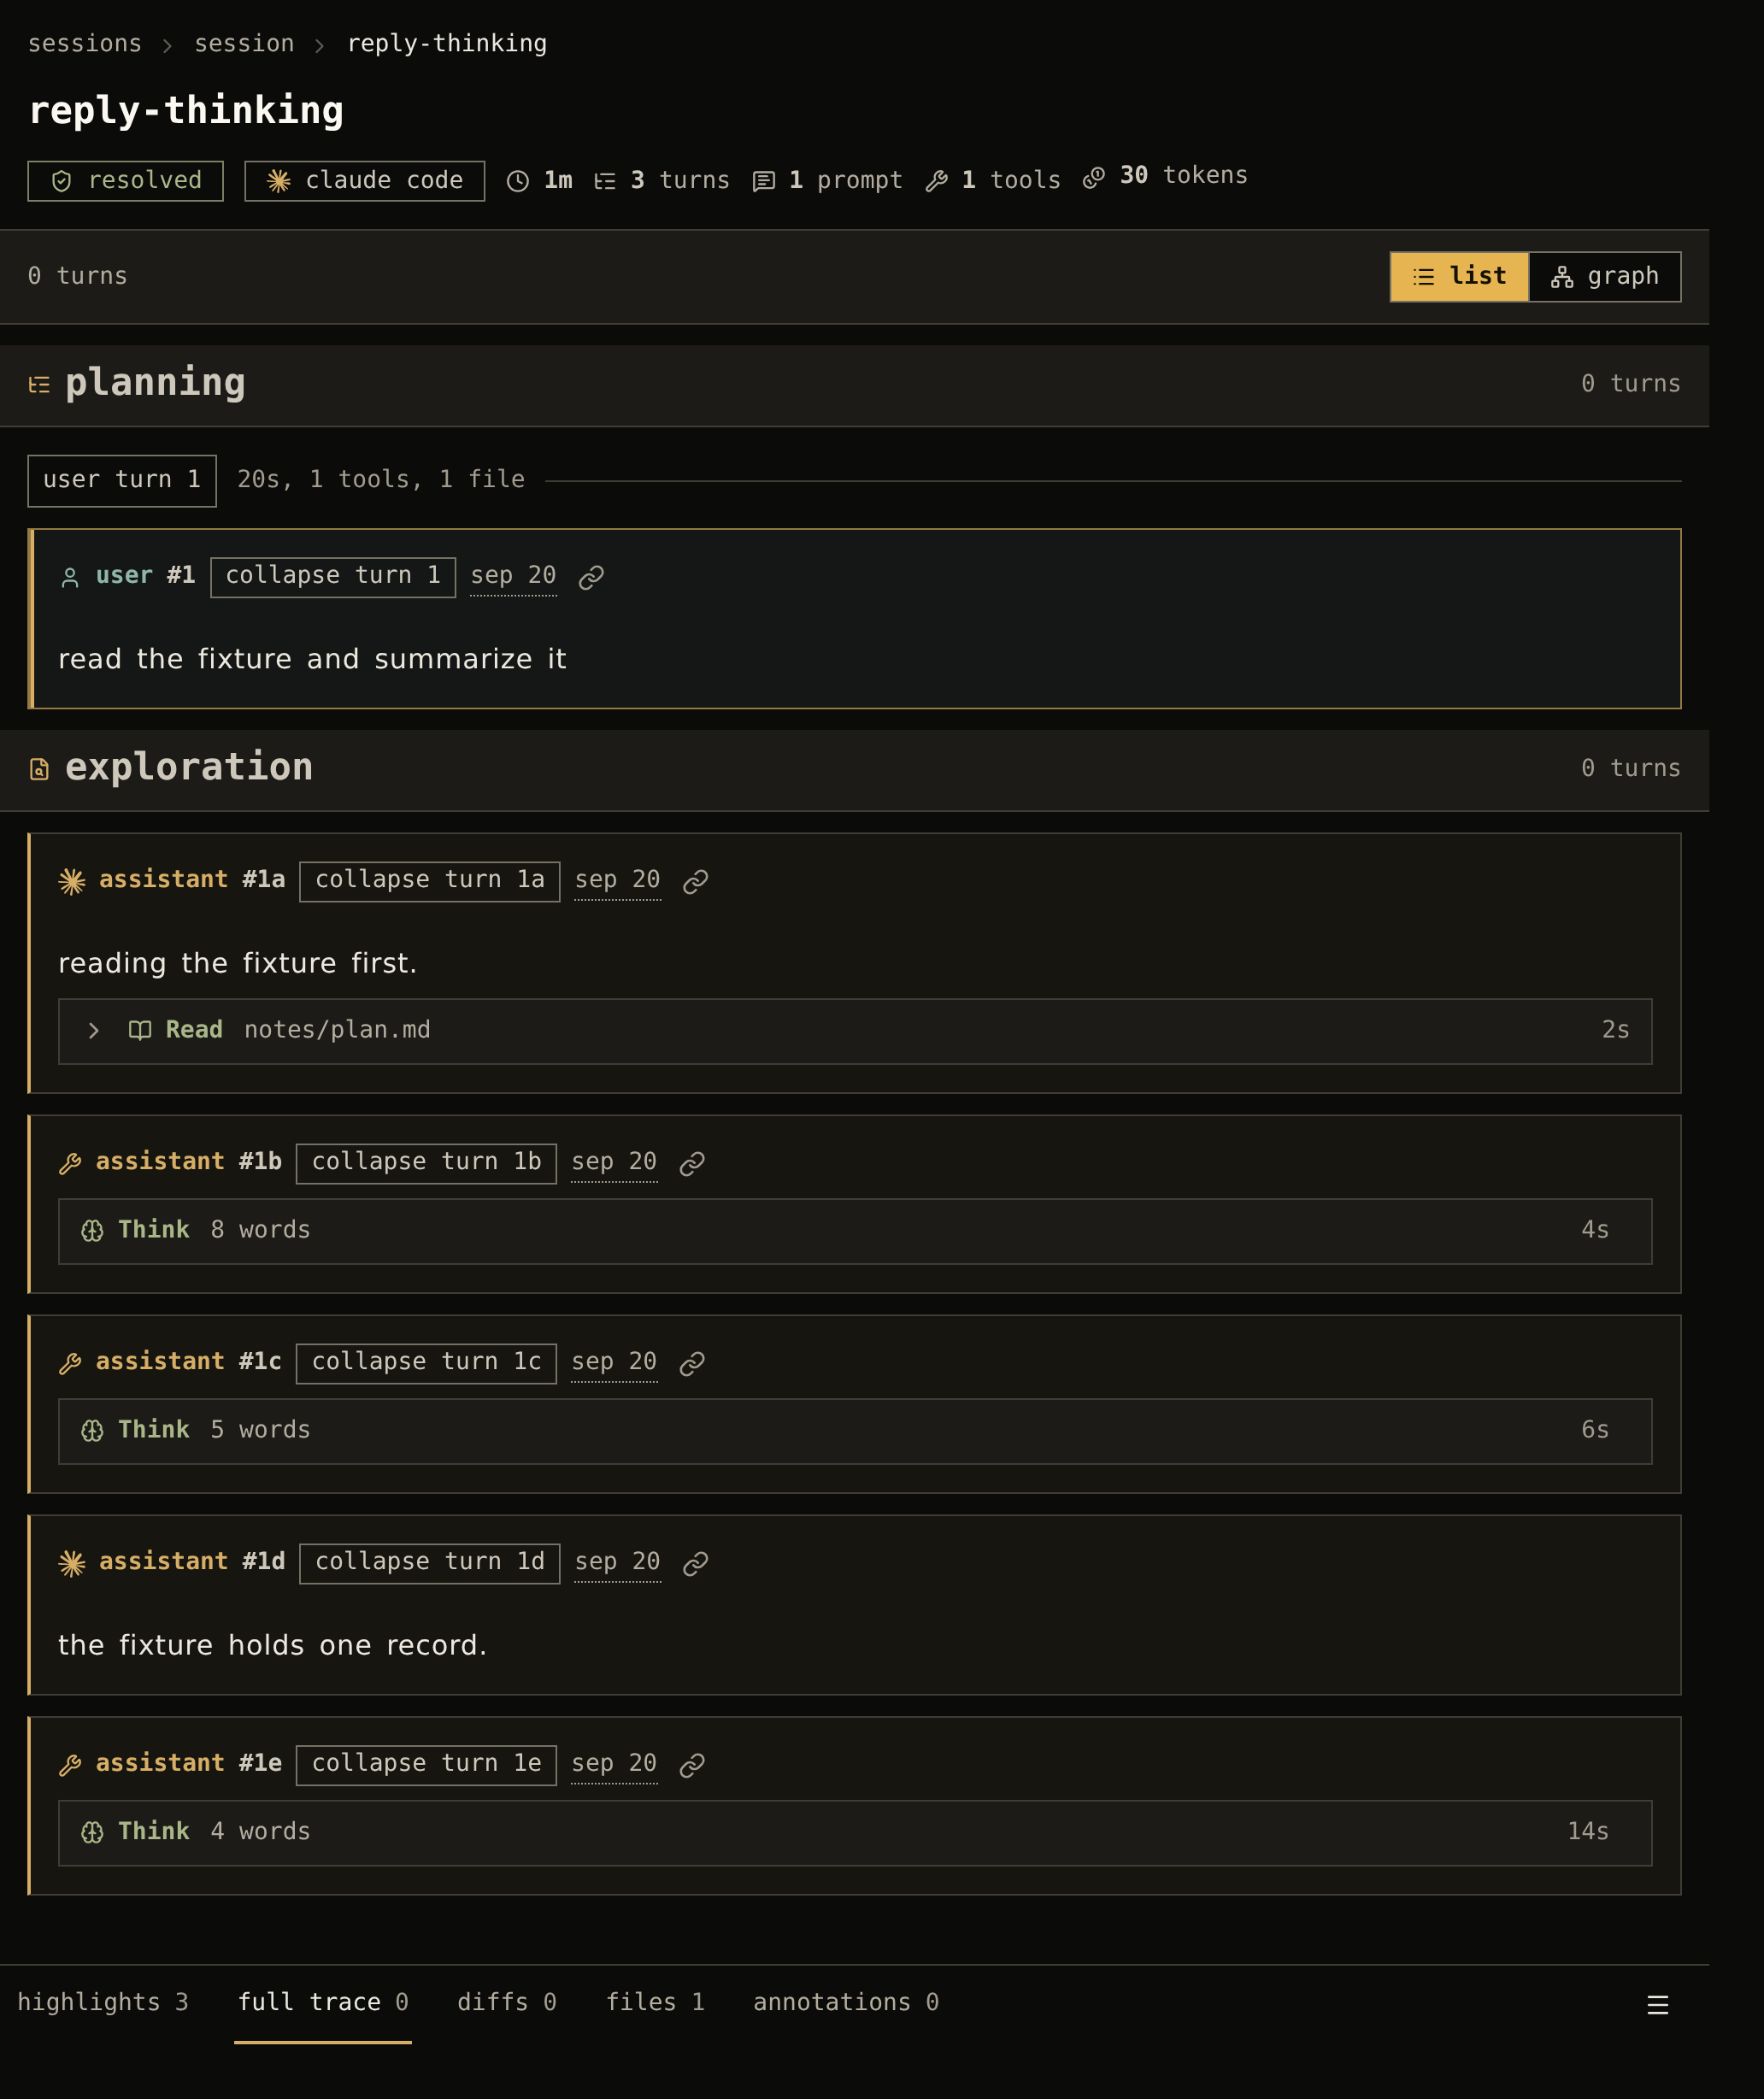 sessions > session > reply-thinking
reply-thinking
resolved claude code 1m 3 turns 1 prompt 1 tools 30 tokens
0 turns list graph
planning 0 turns
user turn 1 20s, 1 tools, 1 file
user #1 collapse turn 1 sep 20
read the fixture and summarize it
exploration 0 turns
assistant #1a collapse turn 1a sep 20
reading the fixture first.
Read notes/plan.md 2s
assistant #1b collapse turn 1b sep 20
Think 8 words 4s
assistant #1c collapse turn 1c sep 20
Think 5 words 6s
assistant #1d collapse turn 1d sep 20
the fixture holds one record.
assistant #1e collapse turn 1e sep 20
Think 4 words 14s
highlights 3 full trace 0 diffs 0 files 1 annotations 0